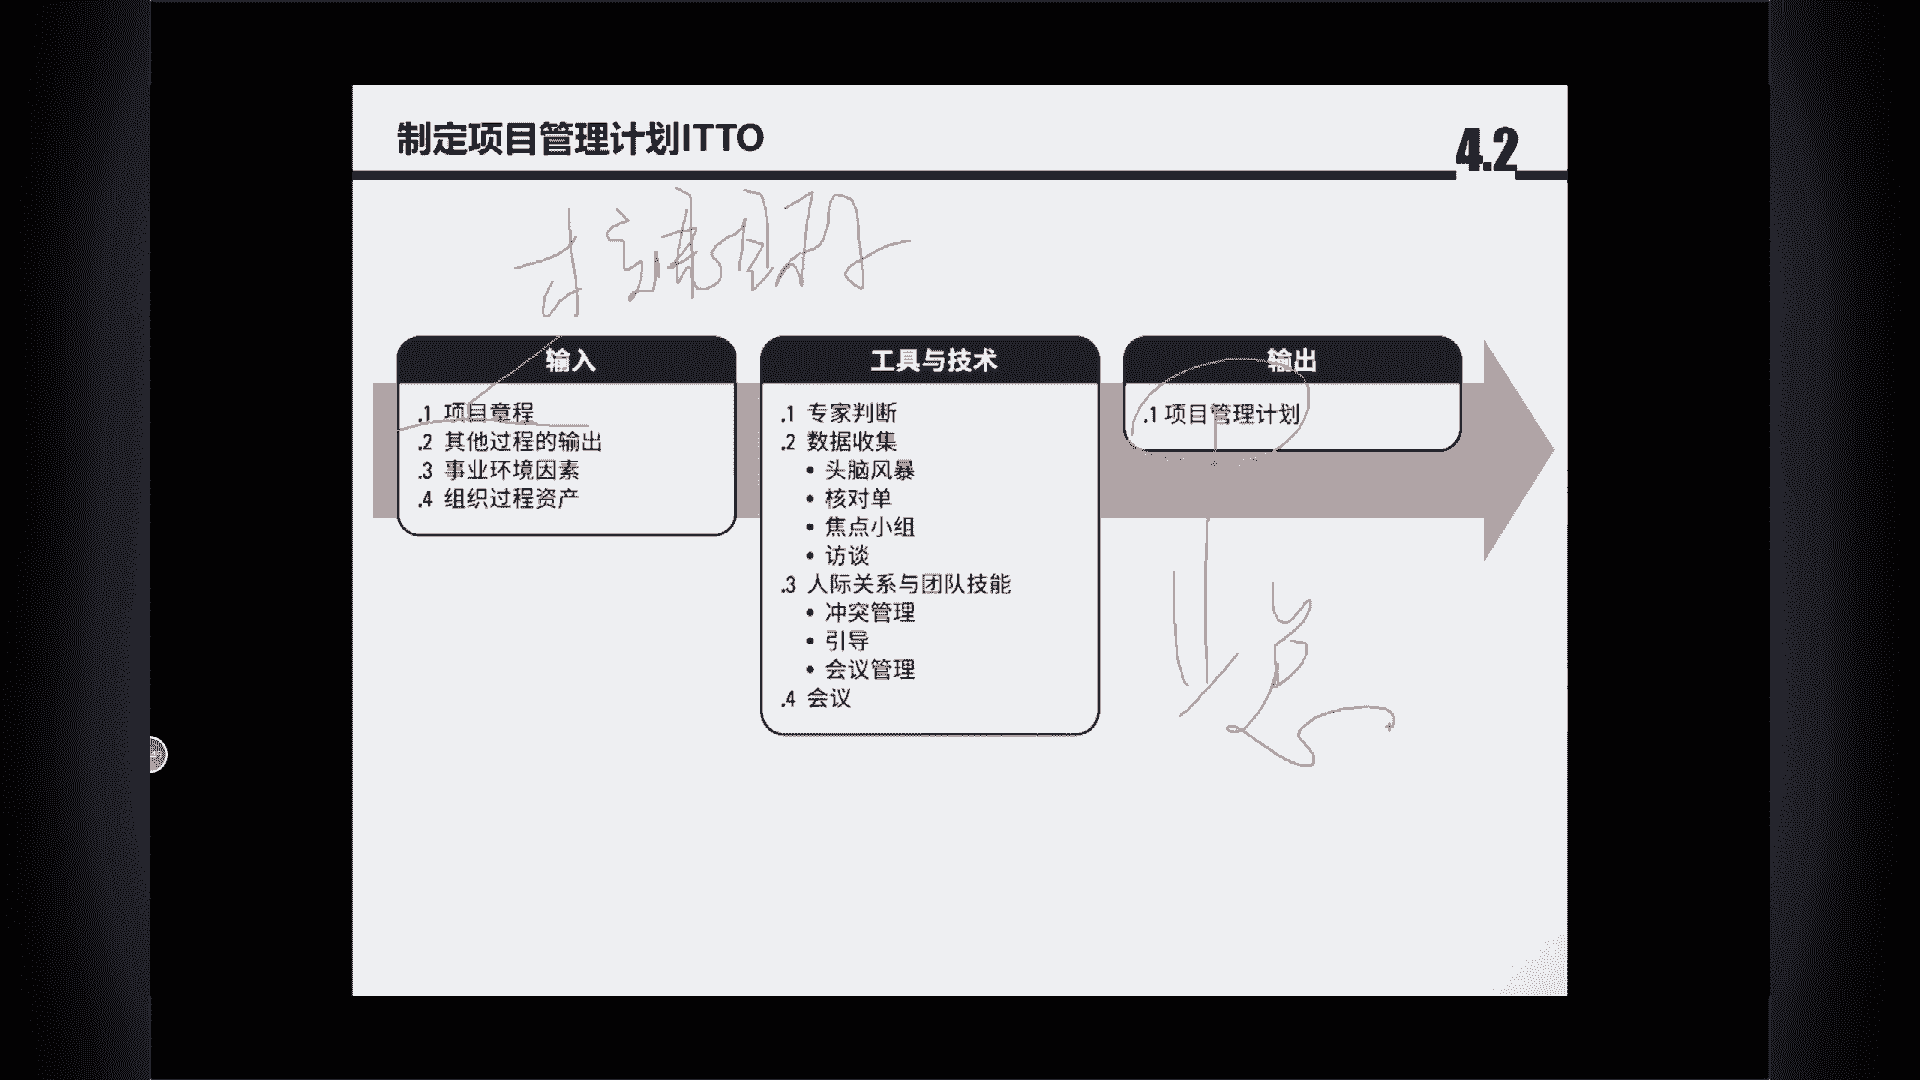 制定项目管理计划ITTO
4.2
输入
.1 项目章程
.2 其他过程的输出
.3 事业环境因素
.4 组织过程资产
工具与技术
.1 专家判断
.2 数据收集
• 头脑风暴
• 核对单
• 焦点小组
• 访谈
.3 人际关系与团队技能
• 冲突管理
• 引导
• 会议管理
.4 会议
输出
.1 项目管理计划